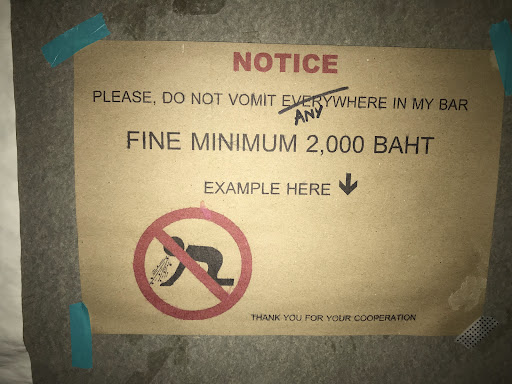 NOTICE
PLEASE, DO NOT VOMIT EVERYWHERE IN MY BAR
ANY
FINE MINIMUM 2,000 BAHT
EXAMPLE HERE ↓
THANK YOU FOR YOUR COOPERATION